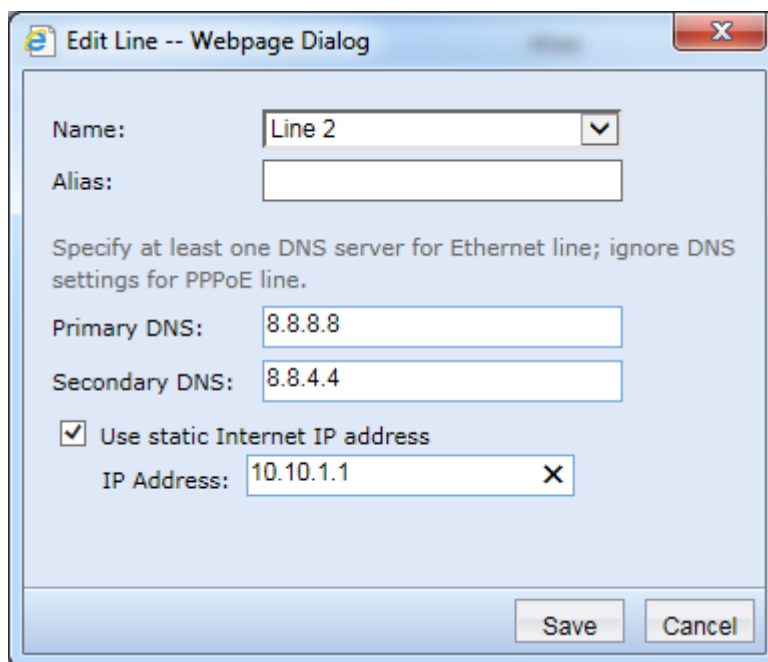 Edit Line -- Webpage Dialog
Name: Line 2
Alias:
Specify at least one DNS server for Ethernet line; ignore DNS
settings for PPPoE line.
Primary DNS: 8.8.8.8
Secondary DNS: 8.8.4.4
Use static Internet IP address
IP Address: 10.10.1.1
Save Cancel